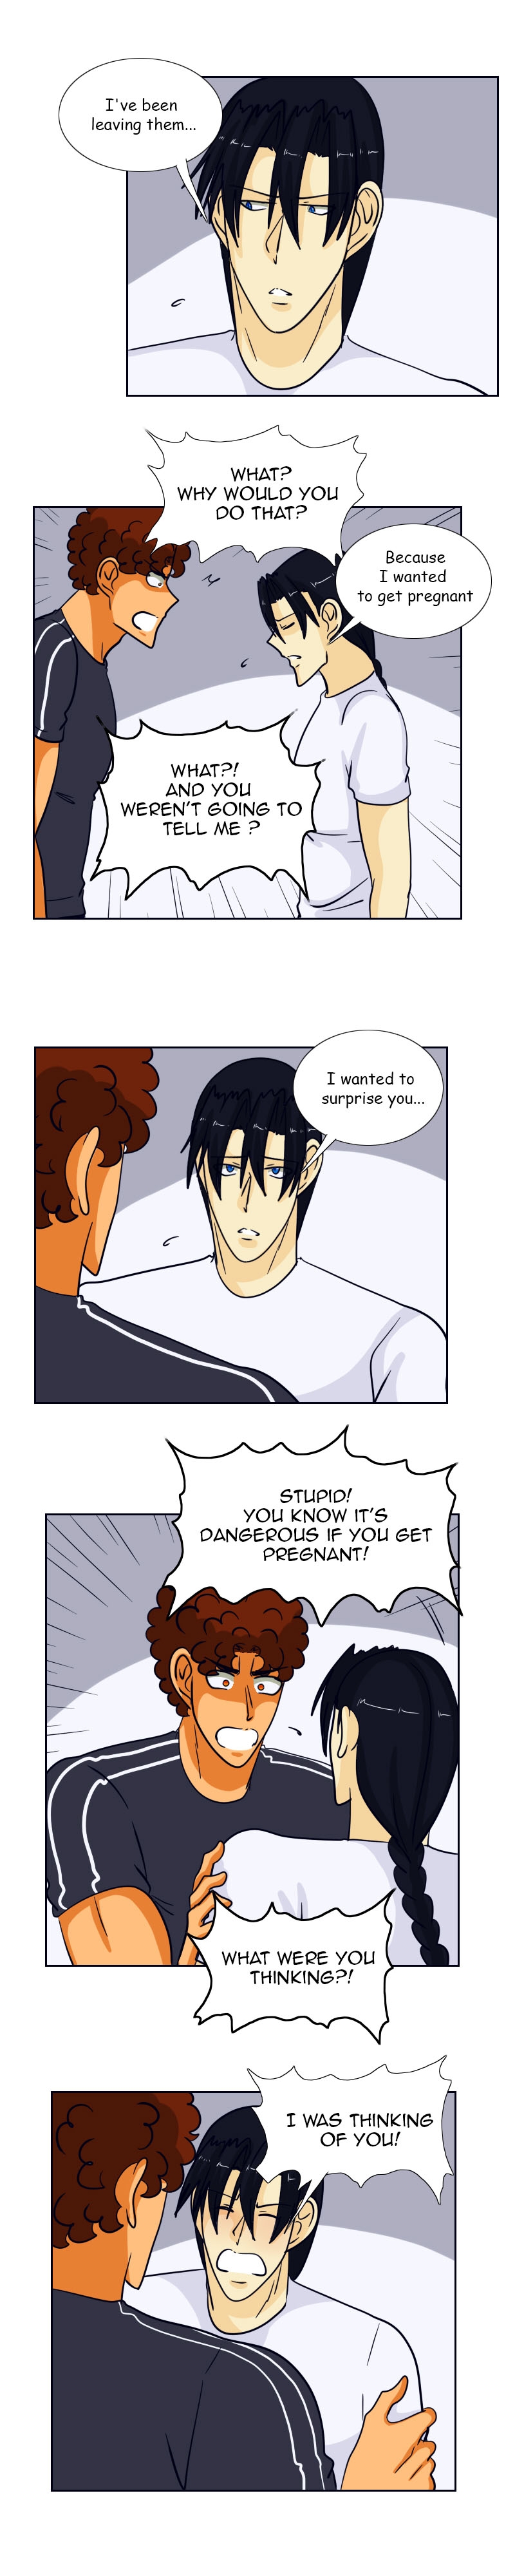 I've been
leaving them...
WHAT?
WHY WOULD YOU
DO THAT?
Because
I wanted
to get pregnant
WHAT?!
AND YOU
WEREN'T GOING TO
TELL ME ?
I wanted to
surprise you...
STUPID!
YOU KNOW IT'S
DANGEROUS IF YOU GET
PREGNANT!
WHAT WERE YOU
THINKING?!
I WAS THINKING
OF YOU!